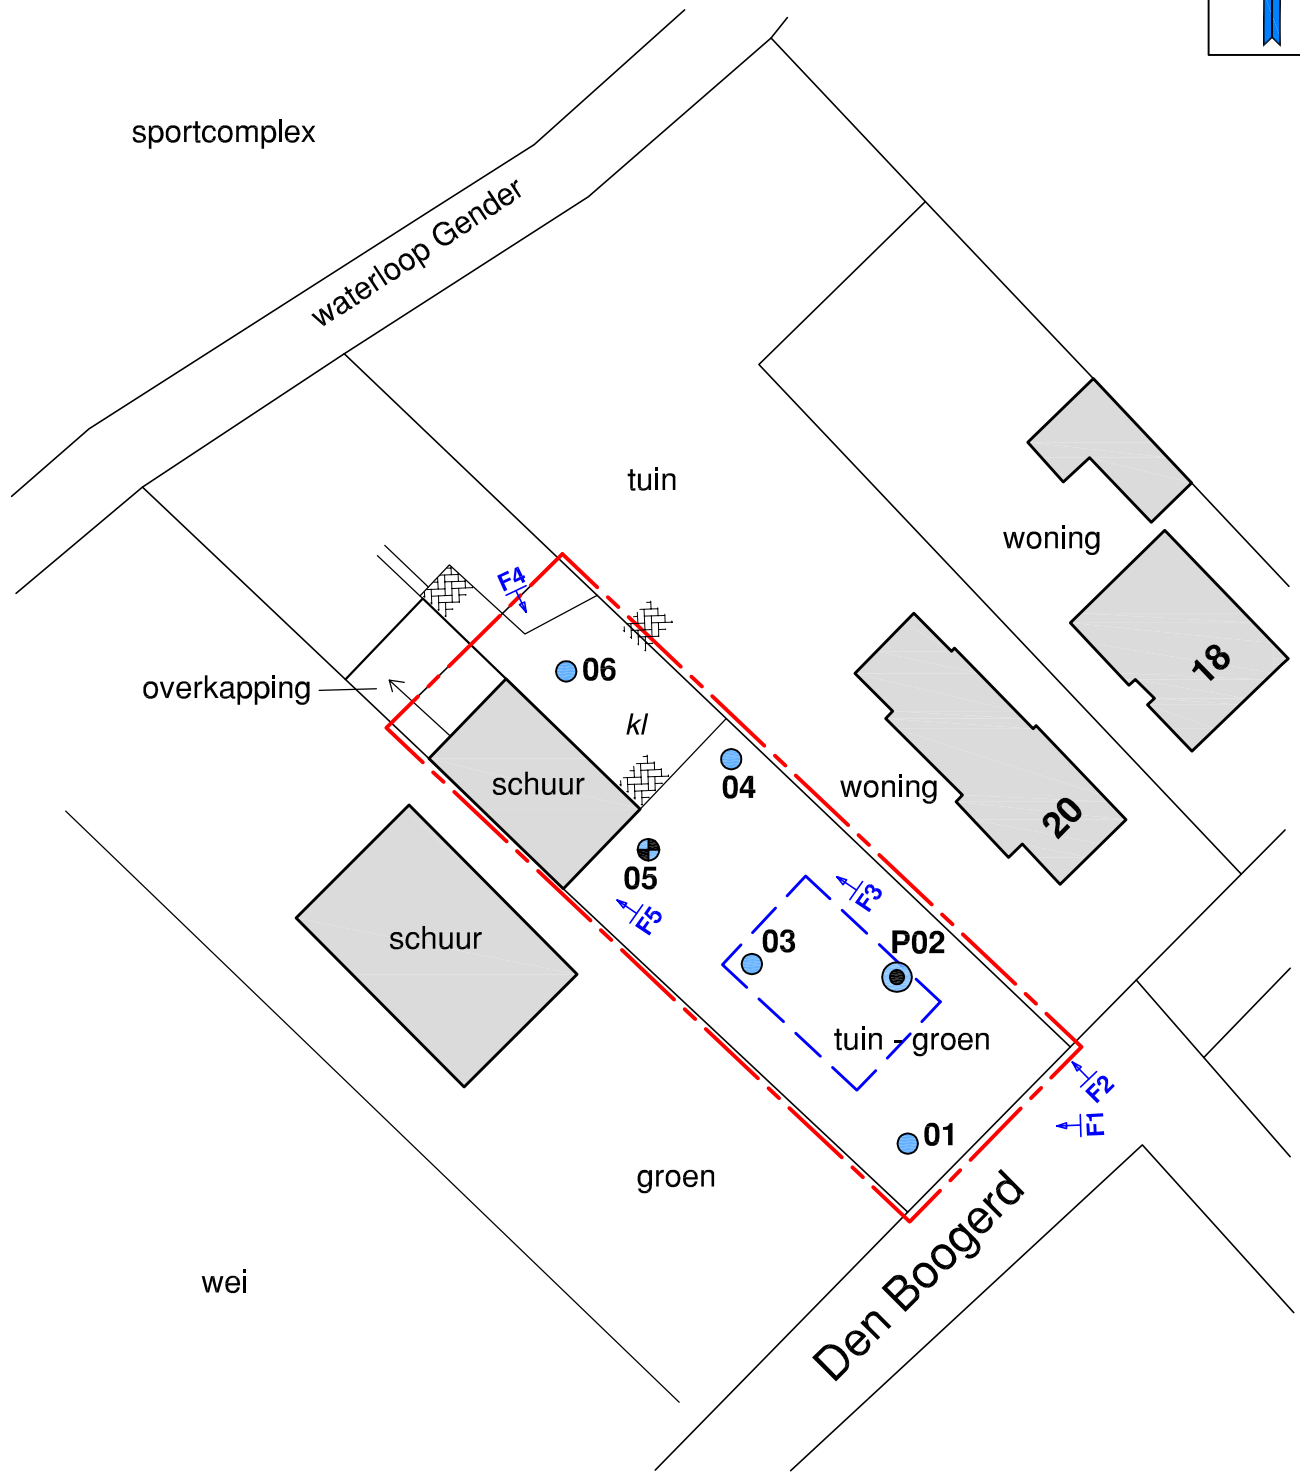 sportcomplex
waterloop Gender
tuin
woning
F4
06
18
overkapping
kl
schuur
04
woning
20
05
F3
F5
schuur
03
P02
tuin - groen
F2
F1
01
groen
Den Boogerd
wei